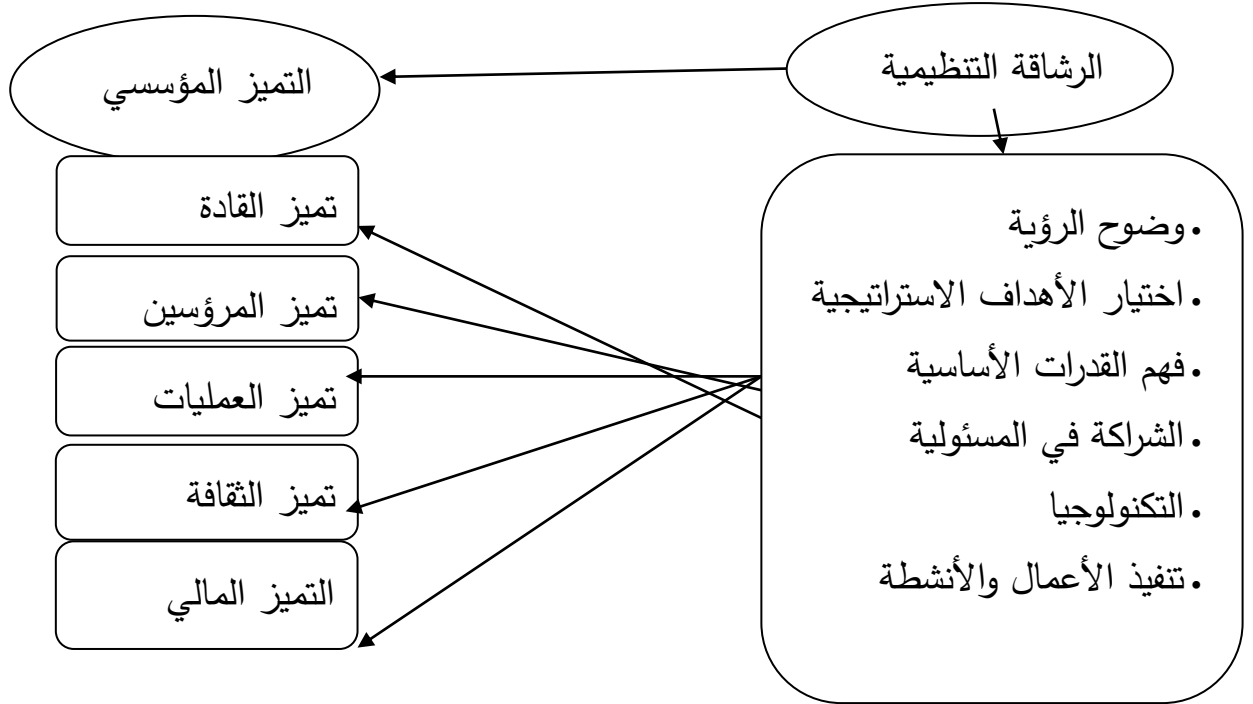 الرشاقة التنظيمية
التميز المؤسسي
• وضوح الرؤية
• اختيار الأهداف الاستراتيجية
• فهم القدرات الأساسية
• الشراكة في المسئولية
• التكنولوجيا
• تنفيذ الأعمال والأنشطة
تميز القادة
تميز المرؤسين
تميز العمليات
تميز الثقافة
التميز المالي